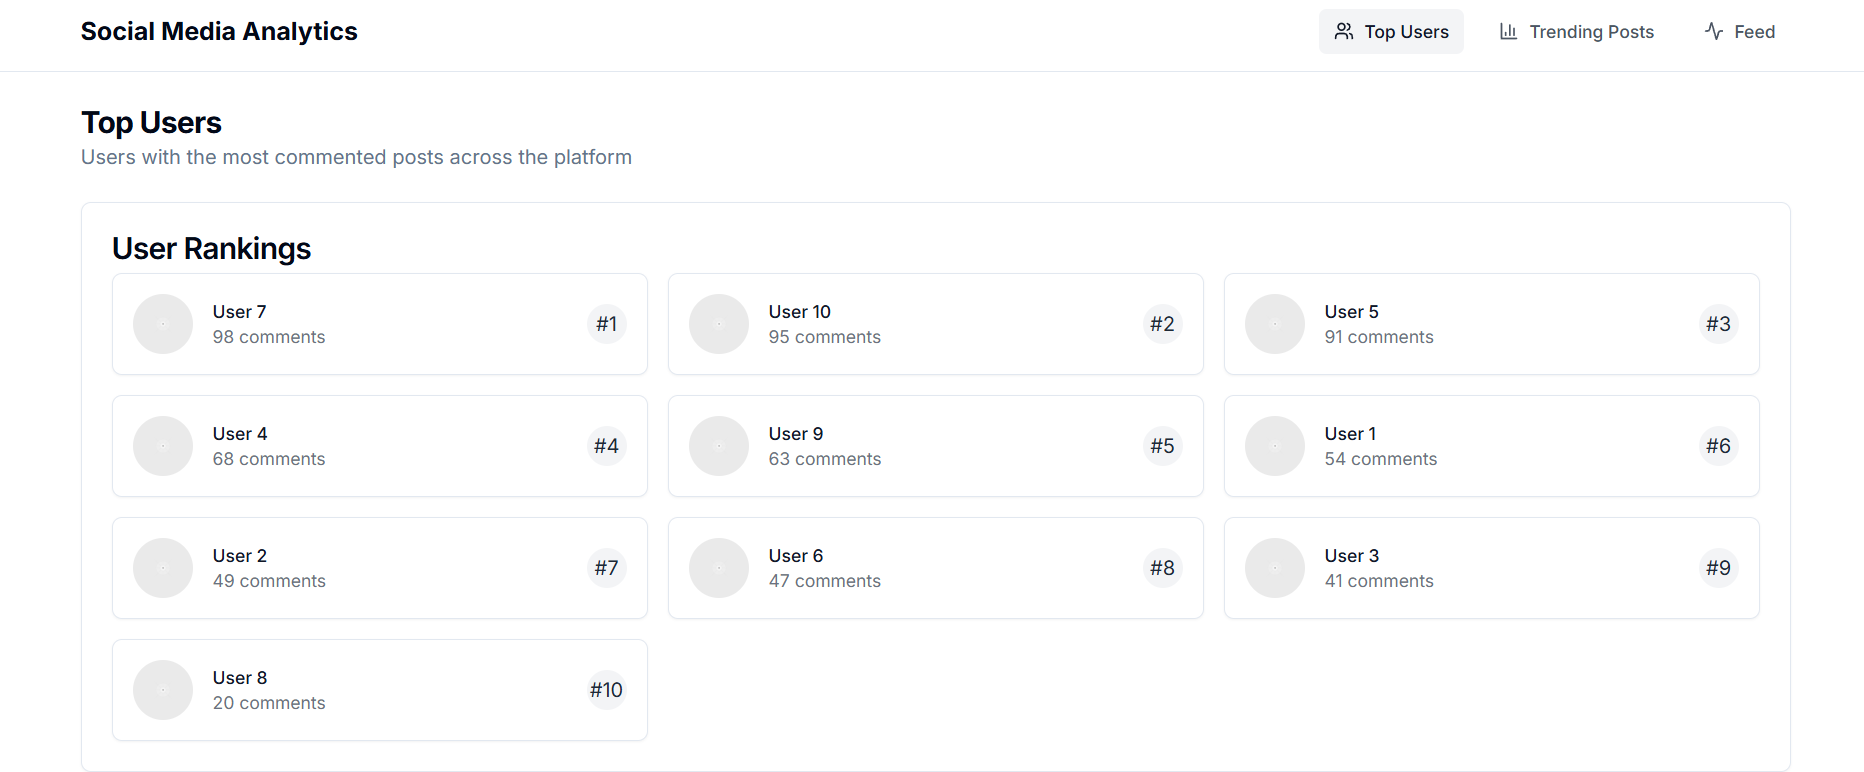 Social Media Analytics
Top Users
Trending Posts
Feed
Top Users
Users with the most commented posts across the platform
User Rankings
User 7
98 comments
#1
User 10
95 comments
#2
User 5
91 comments
#3
User 4
68 comments
#4
User 9
63 comments
#5
User 1
54 comments
#6
User 2
49 comments
#7
User 6
47 comments
#8
User 3
41 comments
#9
User 8
20 comments
#10